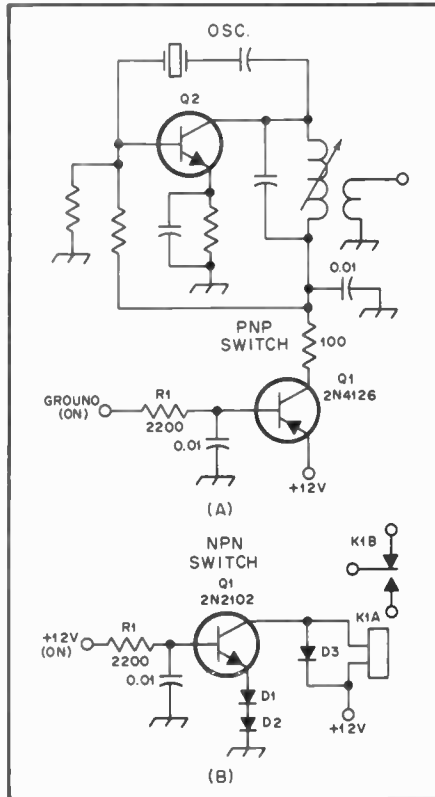 OSC.
Q2
0.01
PNP
SWITCH
100
Q1
2N4126
GROUND
(ON)
R1
2200
0.01
+12V
(A)
NPN
SWITCH
Q1
2N2102
K1B
K1A
+12V
(ON)
R1
2200
0.01
D3
D1
D2
+12V
(B)